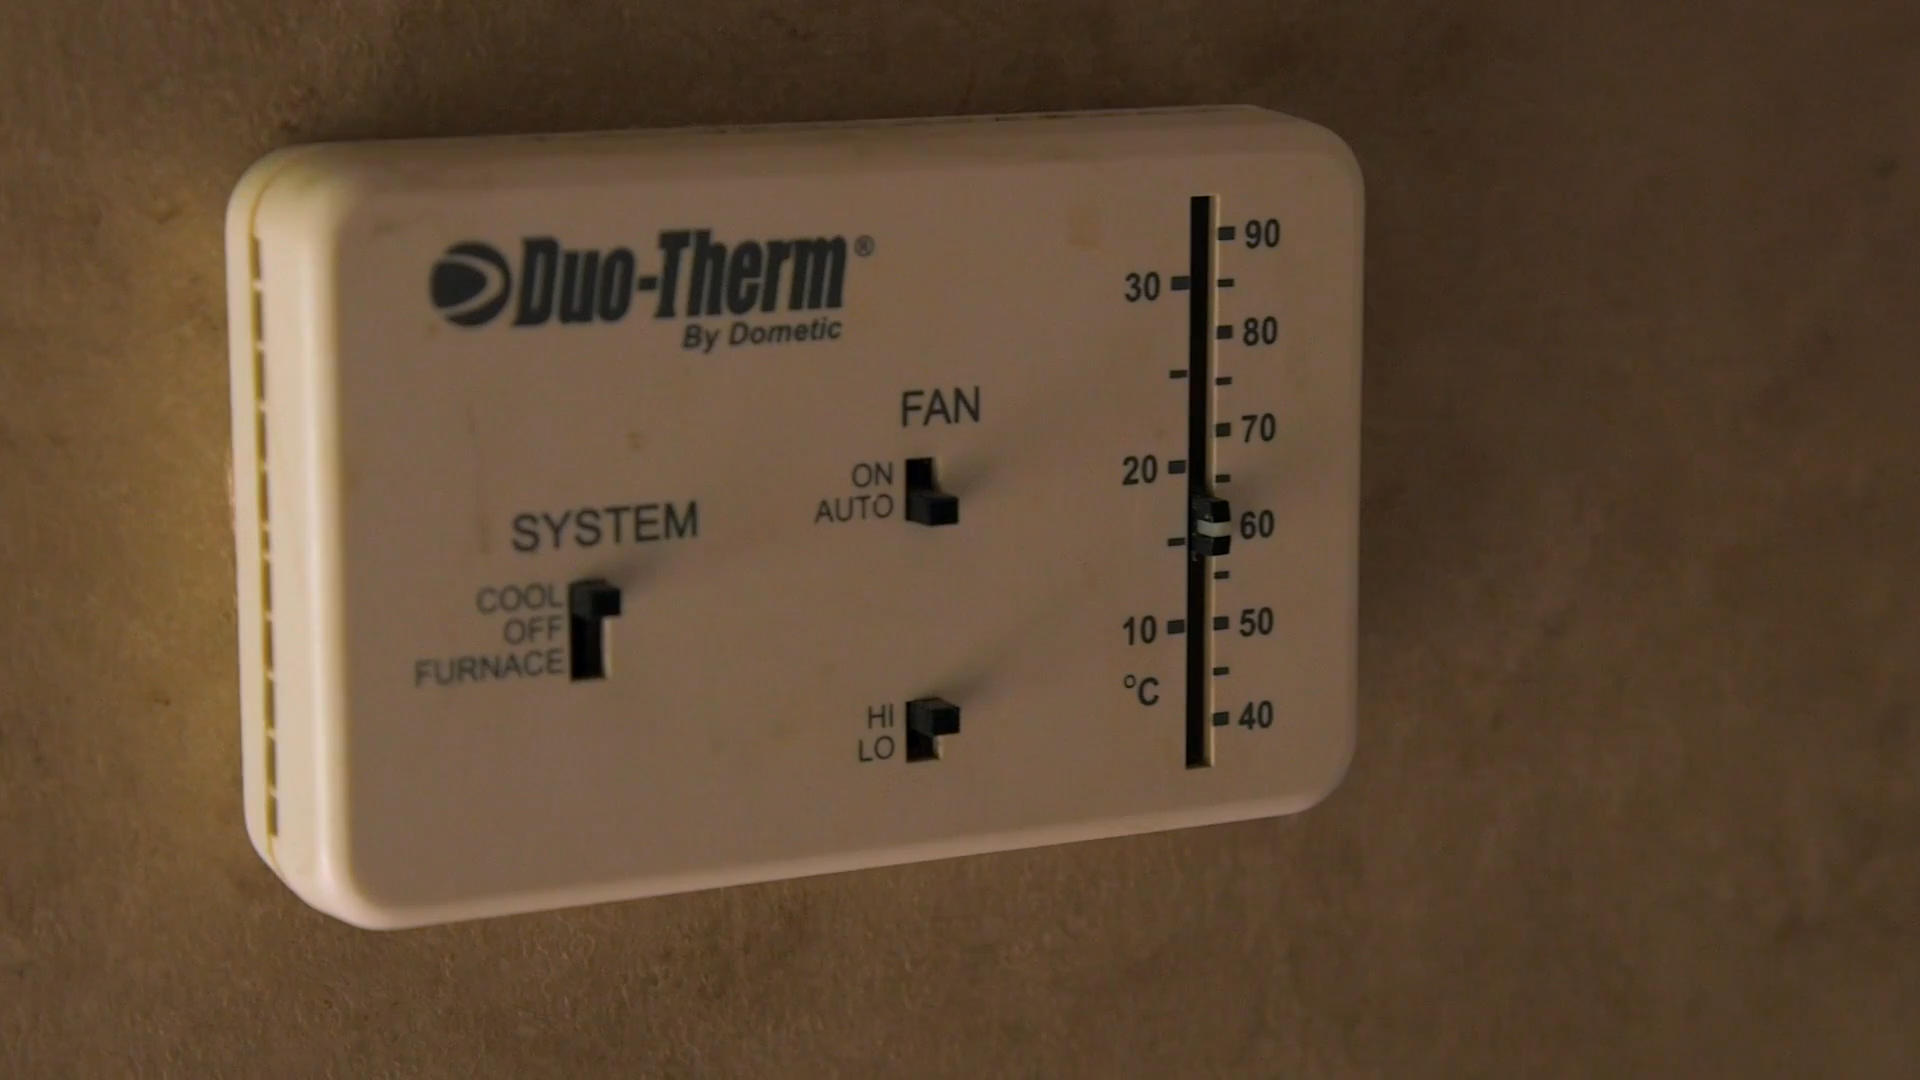 Duo-Therm®
By Dometic
FAN
ON
AUTO
SYSTEM
COOL
OFF
FURNACE
HI
LO
30
20
10
°C
90
80
70
60
50
40